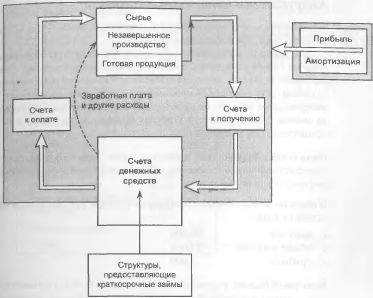 Сырье
Незавершенное
производство
Готовая продукция
Прибыль
Амортизация
Заработная плата
и другие расходы
Счета
к оплате
Счета
к получению
Счета
денежных
средств
Структуры,
предоставляющие
краткосрочные займы